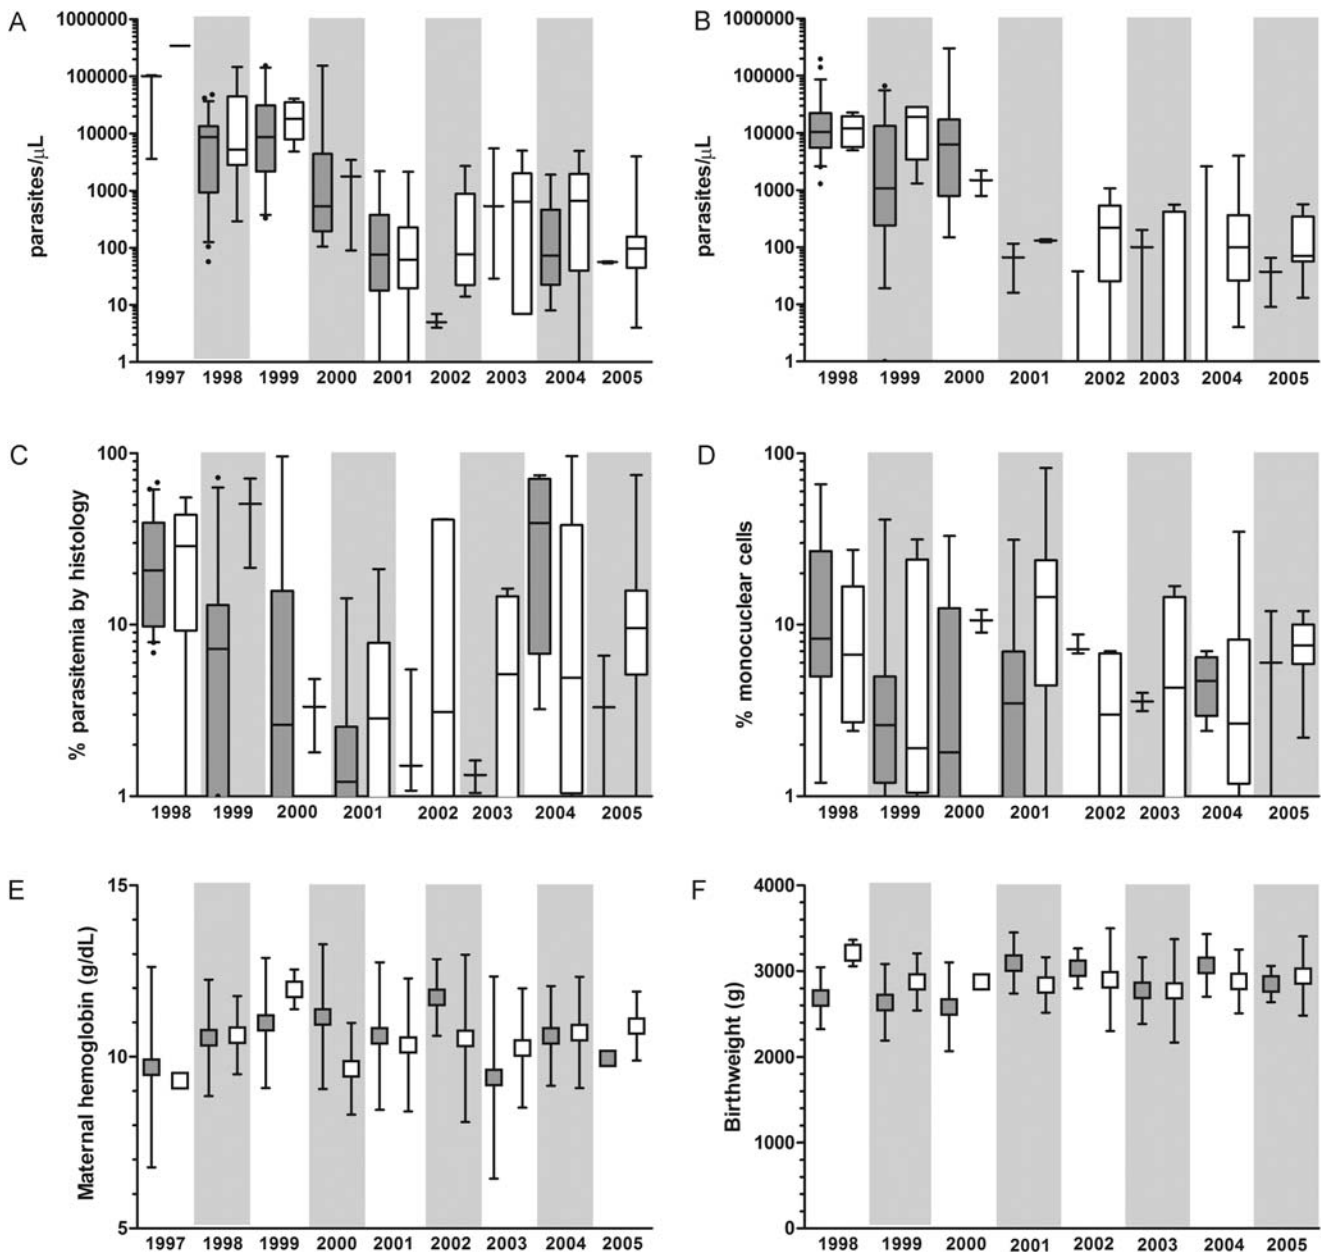 A
parasites/μL
1000000
100000
10000
1000
100
10
1
1997 1998 1999 2000 2001 2002 2003 2004 2005
B
parasites/μL
1000000
100000
10000
1000
100
10
1
1998 1999 2000 2001 2002 2003 2004 2005
C
% parasitemia by histology
100
10
1
1998 1999 2000 2001 2002 2003 2004 2005
D
% monocuclear cells
100
10
1
1998 1999 2000 2001 2002 2003 2004 2005
E
Maternal hemoglobin (g/dL)
15
10
5
1997 1998 1999 2000 2001 2002 2003 2004 2005
F
Birthweight (g)
4000
3000
2000
1000
0
1998 1999 2000 2001 2002 2003 2004 2005